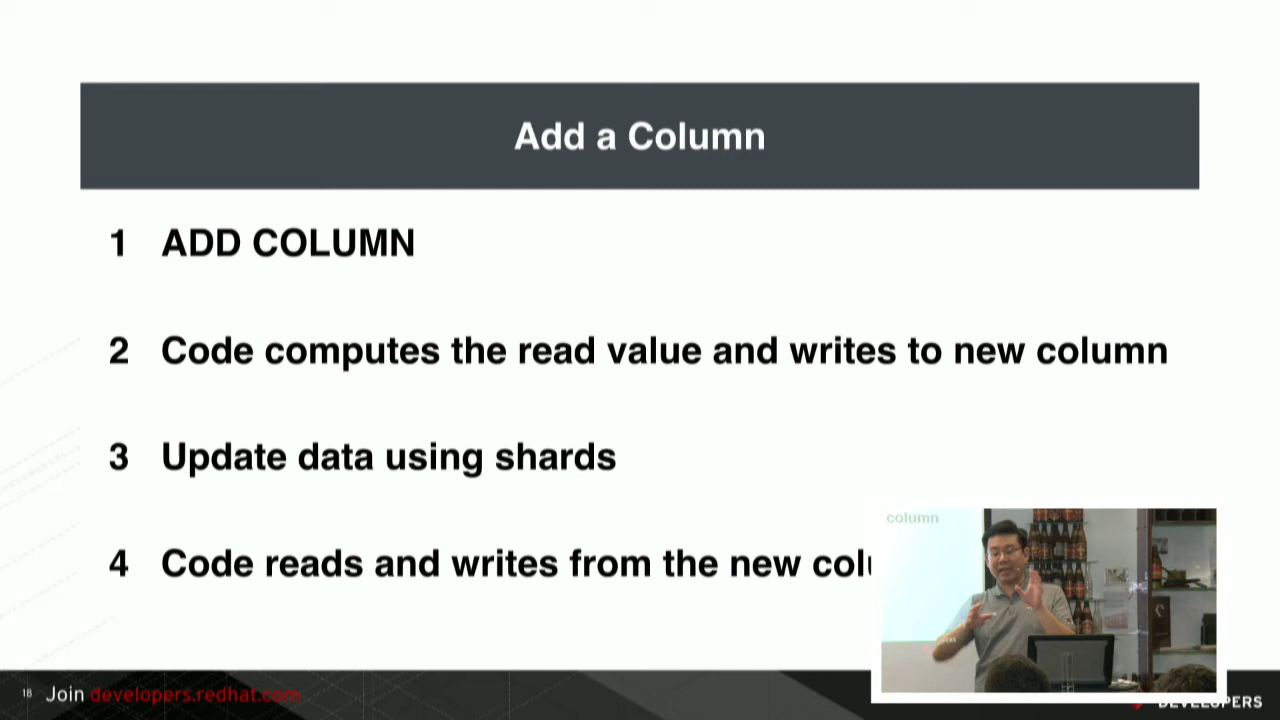 Add a Column
1 ADD COLUMN
2 Code computes the read value and writes to new column
3 Update data using shards
4 Code reads and writes from the new
column
18 Join developers.redhat.com
DEVELOPERS